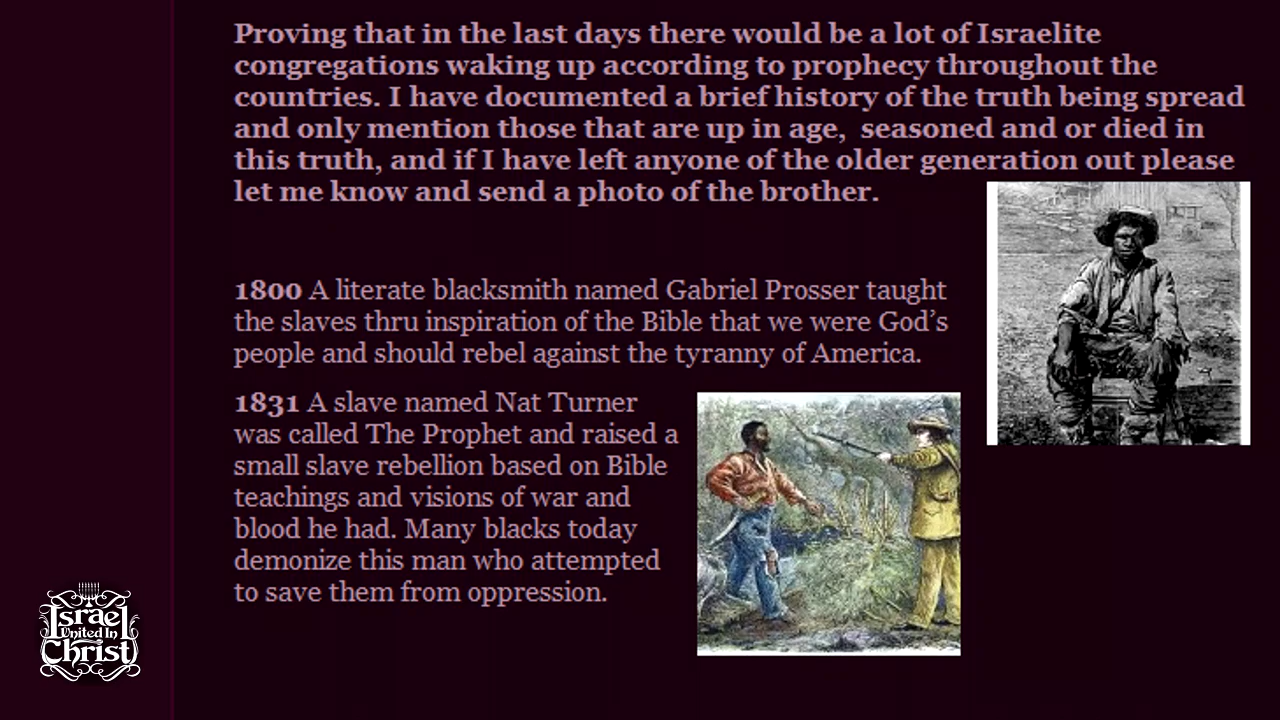 Proving that in the last days there would be a lot of Israelite
congregations waking up according to prophecy throughout the
countries. I have documented a brief history of the truth being spread
and only mention those that are up in age,  seasoned and or died in
this truth, and if I have left anyone of the older generation out please
let me know and send a photo of the brother.
1800 A literate blacksmith named Gabriel Prosser taught
the slaves thru inspiration of the Bible that we were God’s
people and should rebel against the tyranny of America.
1831 A slave named Nat Turner
was called The Prophet and raised a
small slave rebellion based on Bible
teachings and visions of war and
blood he had. Many blacks today
demonize this man who attempted
to save them from oppression.
Israel
United In
Christ